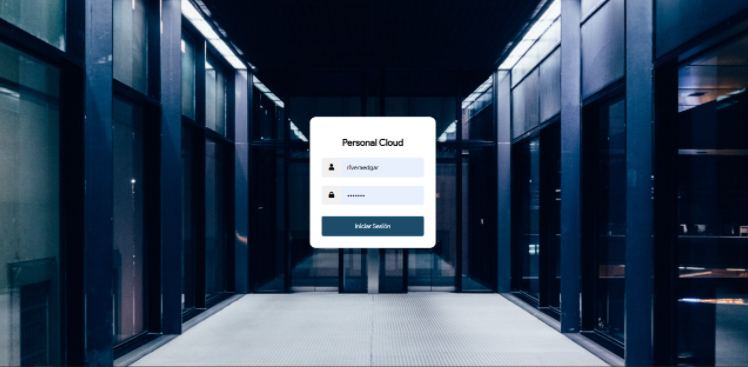 Personal Cloud
riveraedgar
•••••••
Iniciar Sesión